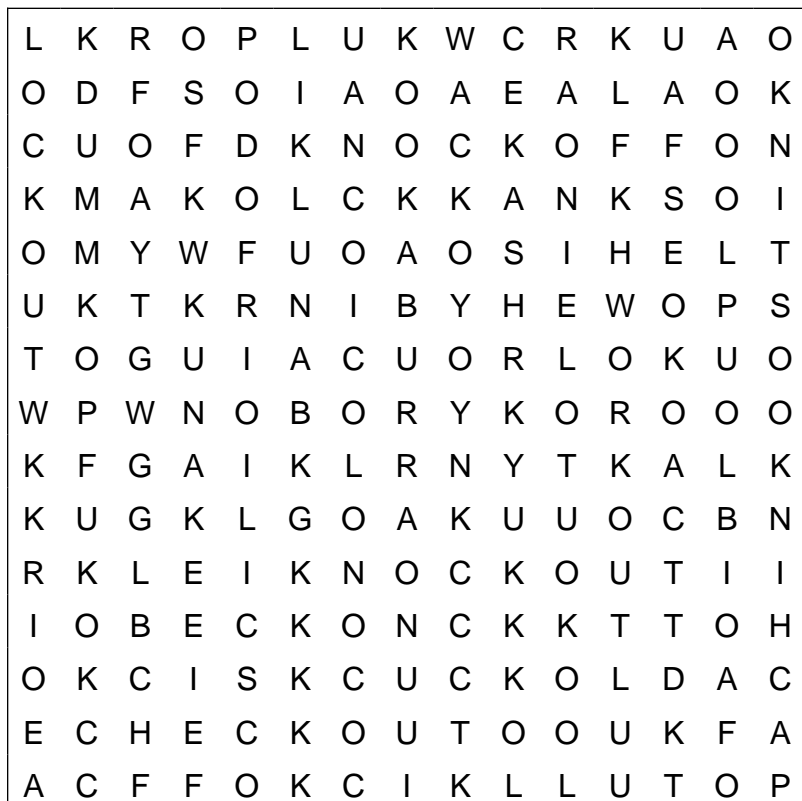 L K R O P L U K W C R K U A O
O D F S O I A O A E A L A O K
C U O F D K N O C K O F F O N
K M A K O L C K K A N K S O I
O M Y W F U O A O S I H E L T
U K T K R N I B Y H E W O P S
T O G U I A C U O R L O K U O
W P W N O B O R Y K O R O O O
K F G A I K L R N Y T K A L K
K U G K L G O A K U U O C B N
R K L E I K N O C K O U T I I
I O B E C K O N C K K T T O H
O K C I S K C U C K O L D A C
E C H E C K O U T O O U K F A
A C F F O K C I K L L U T O P